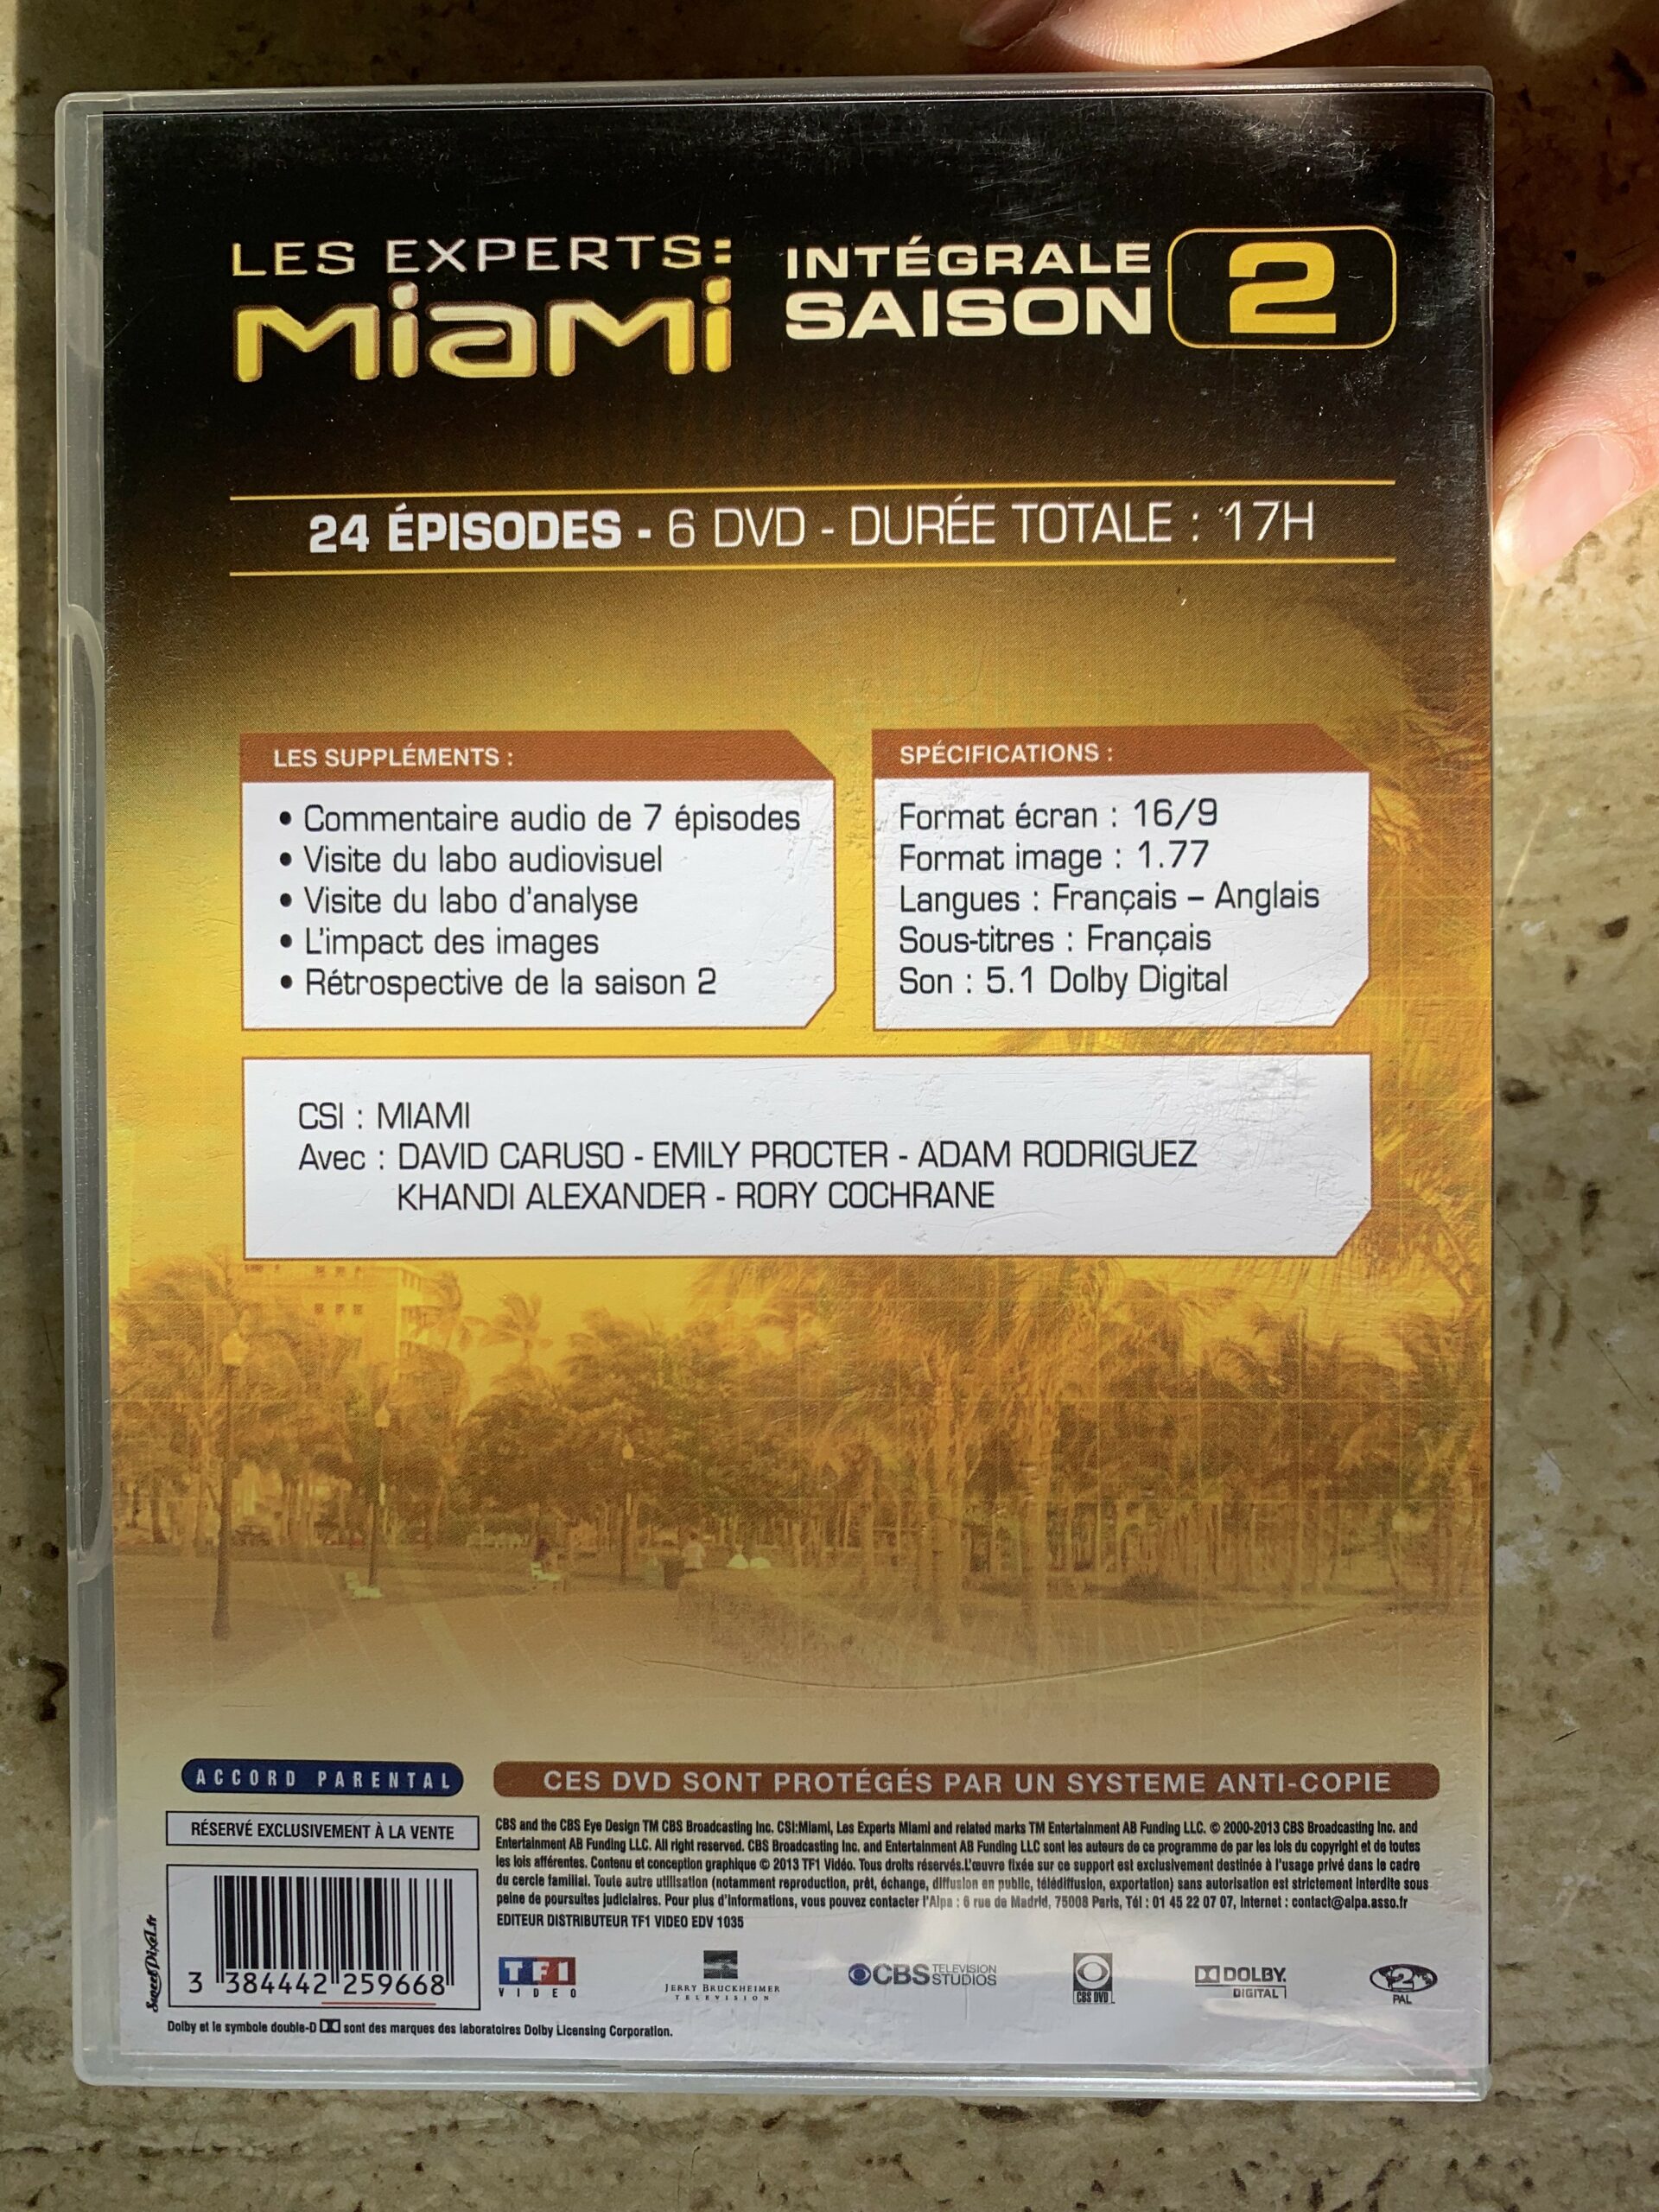 LES EXPERTS:
MIAMI
INTÉGRALE
SAISON
2
24 ÉPISODES - 6 DVD - DURÉE TOTALE : 17H
LES SUPPLÉMENTS :
• Commentaire audio de 7 épisodes
• Visite du labo audiovisuel
• Visite du labo d'analyse
• L'impact des images
• Rétrospective de la saison 2
SPÉCIFICATIONS :
Format écran : 16/9
Format image : 1.77
Langues : Français – Anglais
Sous-titres : Français
Son : 5.1 Dolby Digital
CSI : MIAMI
Avec : DAVID CARUSO - EMILY PROCTER - ADAM RODRIGUEZ
KHANDI ALEXANDER - RORY COCHRANE
ACCORD PARENTAL
CES DVD SONT PROTÉGÉS PAR UN SYSTEME ANTI-COPIE
RÉSERVÉ EXCLUSIVEMENT À LA VENTE
CBS and the CBS Eye Design TM CBS Broadcasting Inc. CSI:Miami, Les Experts Miami and related marks TM Entertainment AB Funding LLC. © 2000-2013 CBS Broadcasting Inc. and
Entertainment AB Funding LLC. All right reserved. CBS Broadcasting Inc. and Entertainment AB Funding LLC sont les auteurs de ce programme de par les lois du copyright et de toutes
les lois afférentes. Contenu et conception graphique © 2013 TF1 Vidéo. Tous droits réservés.L'œuvre fixée sur ce support est exclusivement destinée à l'usage privé dans le cadre
du cercle familial. Toute autre utilisation (notamment reproduction, prêt, échange, diffusion en public, télédiffusion, exportation) sans autorisation est strictement interdite sous
peine de poursuites judiciaires. Pour plus d'informations, vous pouvez contacter l'Alpa : 6 rue de Madrid, 75008 Paris, Tél : 01 45 22 07 07, Internet : contact@alpa.asso.fr
EDITEUR DISTRIBUTEUR TF1 VIDEO EDV 1035
SweetPixel.fr
3 384442 259668
TF1
VIDEO
JERRY BRUCKHEIMER
TELEVISION
CBS TELEVISION
STUDIOS
CBS DVD
DOLBY
DIGITAL
2
PAL
Dolby et le symbole double-D sont des marques des laboratoires Dolby Licensing Corporation.